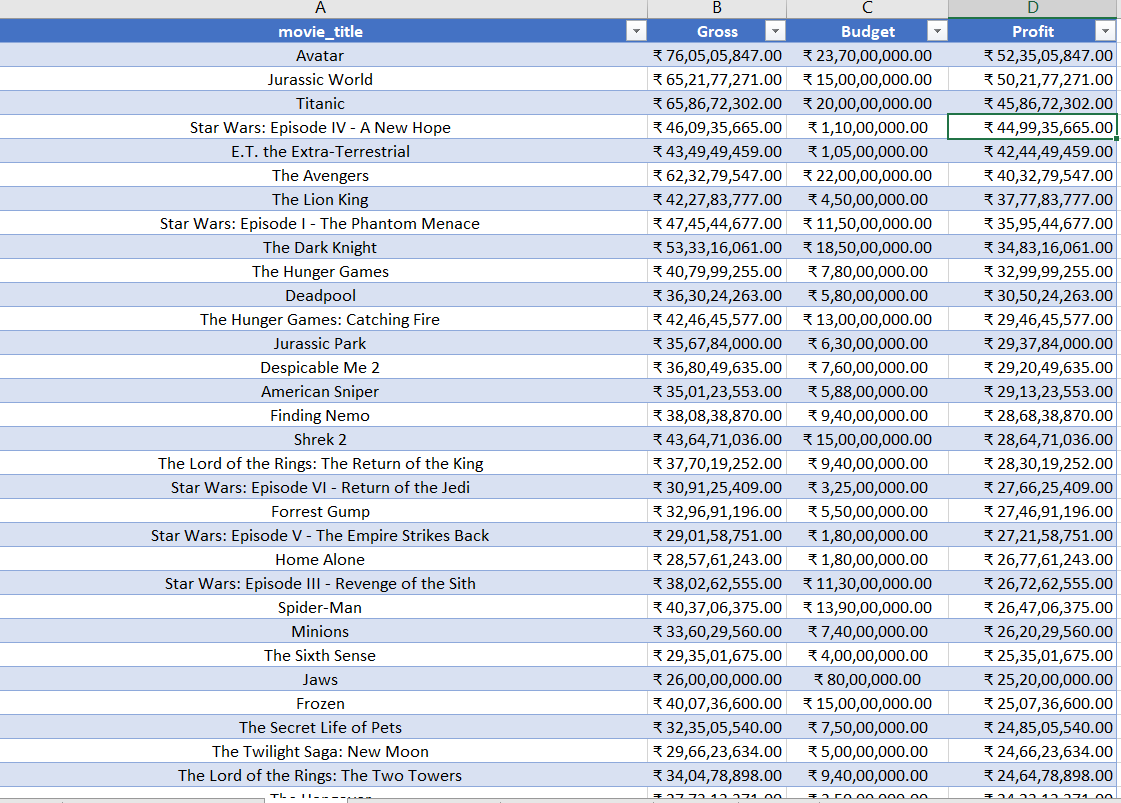 A B C D
movie_title Gross Budget Profit
Avatar ₹ 76,05,05,847.00 ₹ 23,70,00,000.00 ₹ 52,35,05,847.00
Jurassic World ₹ 65,21,77,271.00 ₹ 15,00,00,000.00 ₹ 50,21,77,271.00
Titanic ₹ 65,86,72,302.00 ₹ 20,00,00,000.00 ₹ 45,86,72,302.00
Star Wars: Episode IV - A New Hope ₹ 46,09,35,665.00 ₹ 1,10,00,000.00 ₹ 44,99,35,665.00
E.T. the Extra-Terrestrial ₹ 43,49,49,459.00 ₹ 1,05,00,000.00 ₹ 42,44,49,459.00
The Avengers ₹ 62,32,79,547.00 ₹ 22,00,00,000.00 ₹ 40,32,79,547.00
The Lion King ₹ 42,27,83,777.00 ₹ 4,50,00,000.00 ₹ 37,77,83,777.00
Star Wars: Episode I - The Phantom Menace ₹ 47,45,44,677.00 ₹ 11,50,00,000.00 ₹ 35,95,44,677.00
The Dark Knight ₹ 53,33,16,061.00 ₹ 18,50,00,000.00 ₹ 34,83,16,061.00
The Hunger Games ₹ 40,79,99,255.00 ₹ 7,80,00,000.00 ₹ 32,99,99,255.00
Deadpool ₹ 36,30,24,263.00 ₹ 5,80,00,000.00 ₹ 30,50,24,263.00
The Hunger Games: Catching Fire ₹ 42,46,45,577.00 ₹ 13,00,00,000.00 ₹ 29,46,45,577.00
Jurassic Park ₹ 35,67,84,000.00 ₹ 6,30,00,000.00 ₹ 29,37,84,000.00
Despicable Me 2 ₹ 36,80,49,635.00 ₹ 7,60,00,000.00 ₹ 29,20,49,635.00
American Sniper ₹ 35,01,23,553.00 ₹ 5,88,00,000.00 ₹ 29,13,23,553.00
Finding Nemo ₹ 38,08,38,870.00 ₹ 9,40,00,000.00 ₹ 28,68,38,870.00
Shrek 2 ₹ 43,64,71,036.00 ₹ 15,00,00,000.00 ₹ 28,64,71,036.00
The Lord of the Rings: The Return of the King ₹ 37,70,19,252.00 ₹ 9,40,00,000.00 ₹ 28,30,19,252.00
Star Wars: Episode VI - Return of the Jedi ₹ 30,91,25,409.00 ₹ 3,25,00,000.00 ₹ 27,66,25,409.00
Forrest Gump ₹ 32,96,91,196.00 ₹ 5,50,00,000.00 ₹ 27,46,91,196.00
Star Wars: Episode V - The Empire Strikes Back ₹ 29,01,58,751.00 ₹ 1,80,00,000.00 ₹ 27,21,58,751.00
Home Alone ₹ 28,57,61,243.00 ₹ 1,80,00,000.00 ₹ 26,77,61,243.00
Star Wars: Episode III - Revenge of the Sith ₹ 38,02,62,555.00 ₹ 11,30,00,000.00 ₹ 26,72,62,555.00
Spider-Man ₹ 40,37,06,375.00 ₹ 13,90,00,000.00 ₹ 26,47,06,375.00
Minions ₹ 33,60,29,560.00 ₹ 7,40,00,000.00 ₹ 26,20,29,560.00
The Sixth Sense ₹ 29,35,01,675.00 ₹ 4,00,00,000.00 ₹ 25,35,01,675.00
Jaws ₹ 26,00,00,000.00 ₹ 80,00,000.00 ₹ 25,20,00,000.00
Frozen ₹ 40,07,36,600.00 ₹ 15,00,00,000.00 ₹ 25,07,36,600.00
The Secret Life of Pets ₹ 32,35,05,540.00 ₹ 7,50,00,000.00 ₹ 24,85,05,540.00
The Twilight Saga: New Moon ₹ 29,66,23,634.00 ₹ 5,00,00,000.00 ₹ 24,66,23,634.00
The Lord of the Rings: The Two Towers ₹ 34,04,78,898.00 ₹ 9,40,00,000.00 ₹ 24,64,78,898.00